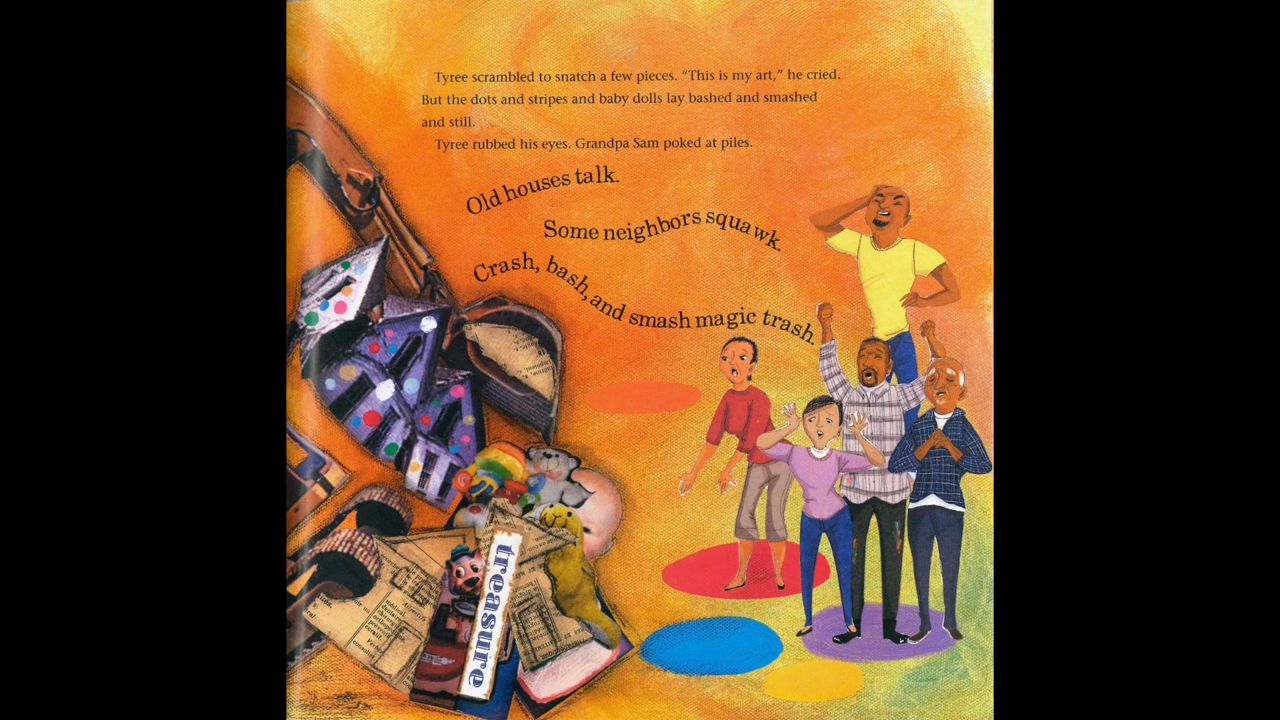 Tyree scrambled to snatch a few pieces. “This is my art,” he cried.
But the dots and stripes and baby dolls lay bashed and smashed
and still.
Tyree rubbed his eyes. Grandpa Sam poked at piles.
Old houses talk.
Some neighbors squawk.
Crash, bash, and smash magic trash.
treasure